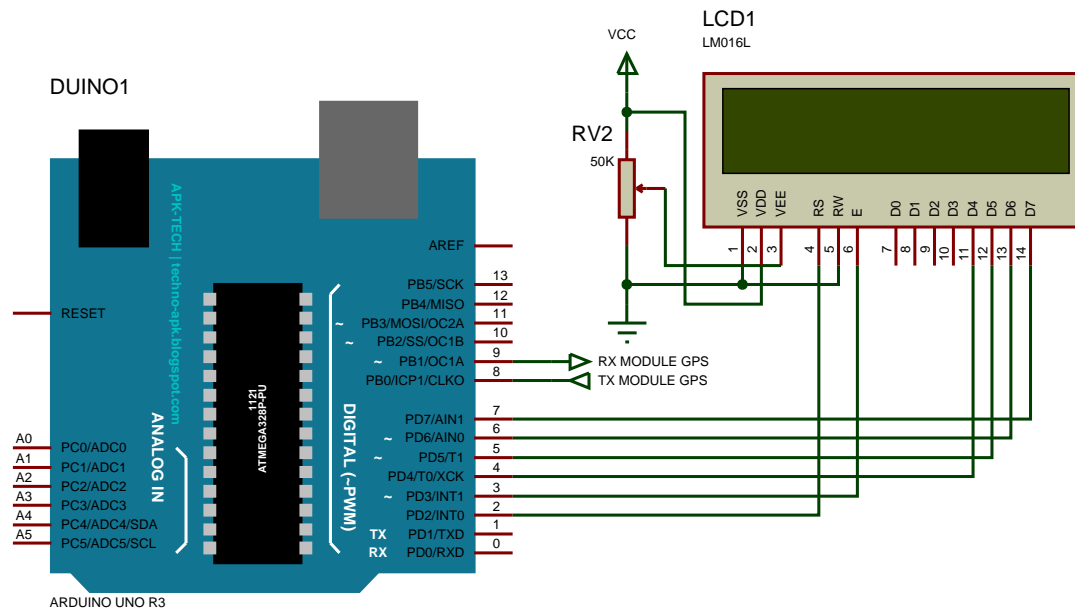 LCD1
LM016L
VCC
DUINO1
RV2
50K
VSS
VDD
VEE
RS
RW
E
D0
D1
D2
D3
D4
D5
D6
D7
1
2
3
4
5
6
7
8
9
10
11
12
13
14
APK-TECH | techno-apk.blogspot.com
RESET
AREF
PB5/SCK 13
PB4/MISO 12
~ PB3/MOSI/OC2A 11
~ PB2/SS/OC1B 10
~ PB1/OC1A 9
PB0/ICP1/CLKO 8
RX MODULE GPS
TX MODULE GPS
PD7/AIN1 7
~ PD6/AIN0 6
~ PD5/T1 5
PD4/T0/XCK 4
~ PD3/INT1 3
PD2/INT0 2
TX PD1/TXD 1
RX PD0/RXD 0
DIGITAL (~PWM)
1121
ATMEGA328P-PU
ANALOG IN
A0 PC0/ADC0
A1 PC1/ADC1
A2 PC2/ADC2
A3 PC3/ADC3
A4 PC4/ADC4/SDA
A5 PC5/ADC5/SCL
ARDUINO UNO R3